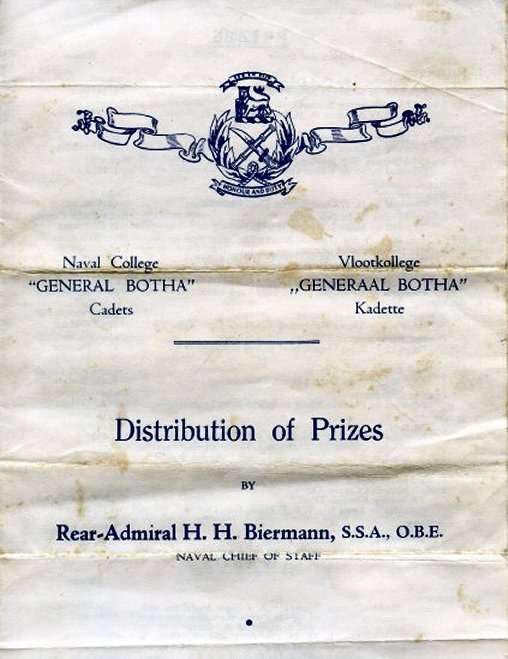 HONOUR AND DUTY
Naval College
"GENERAL BOTHA"
Cadets
Vlootkollege
„GENERAAL BOTHA"
Kadette
Distribution of Prizes
BY
Rear-Admiral H. H. Biermann, S.S.A., O.B.E.
NAVAL CHIEF OF STAFF